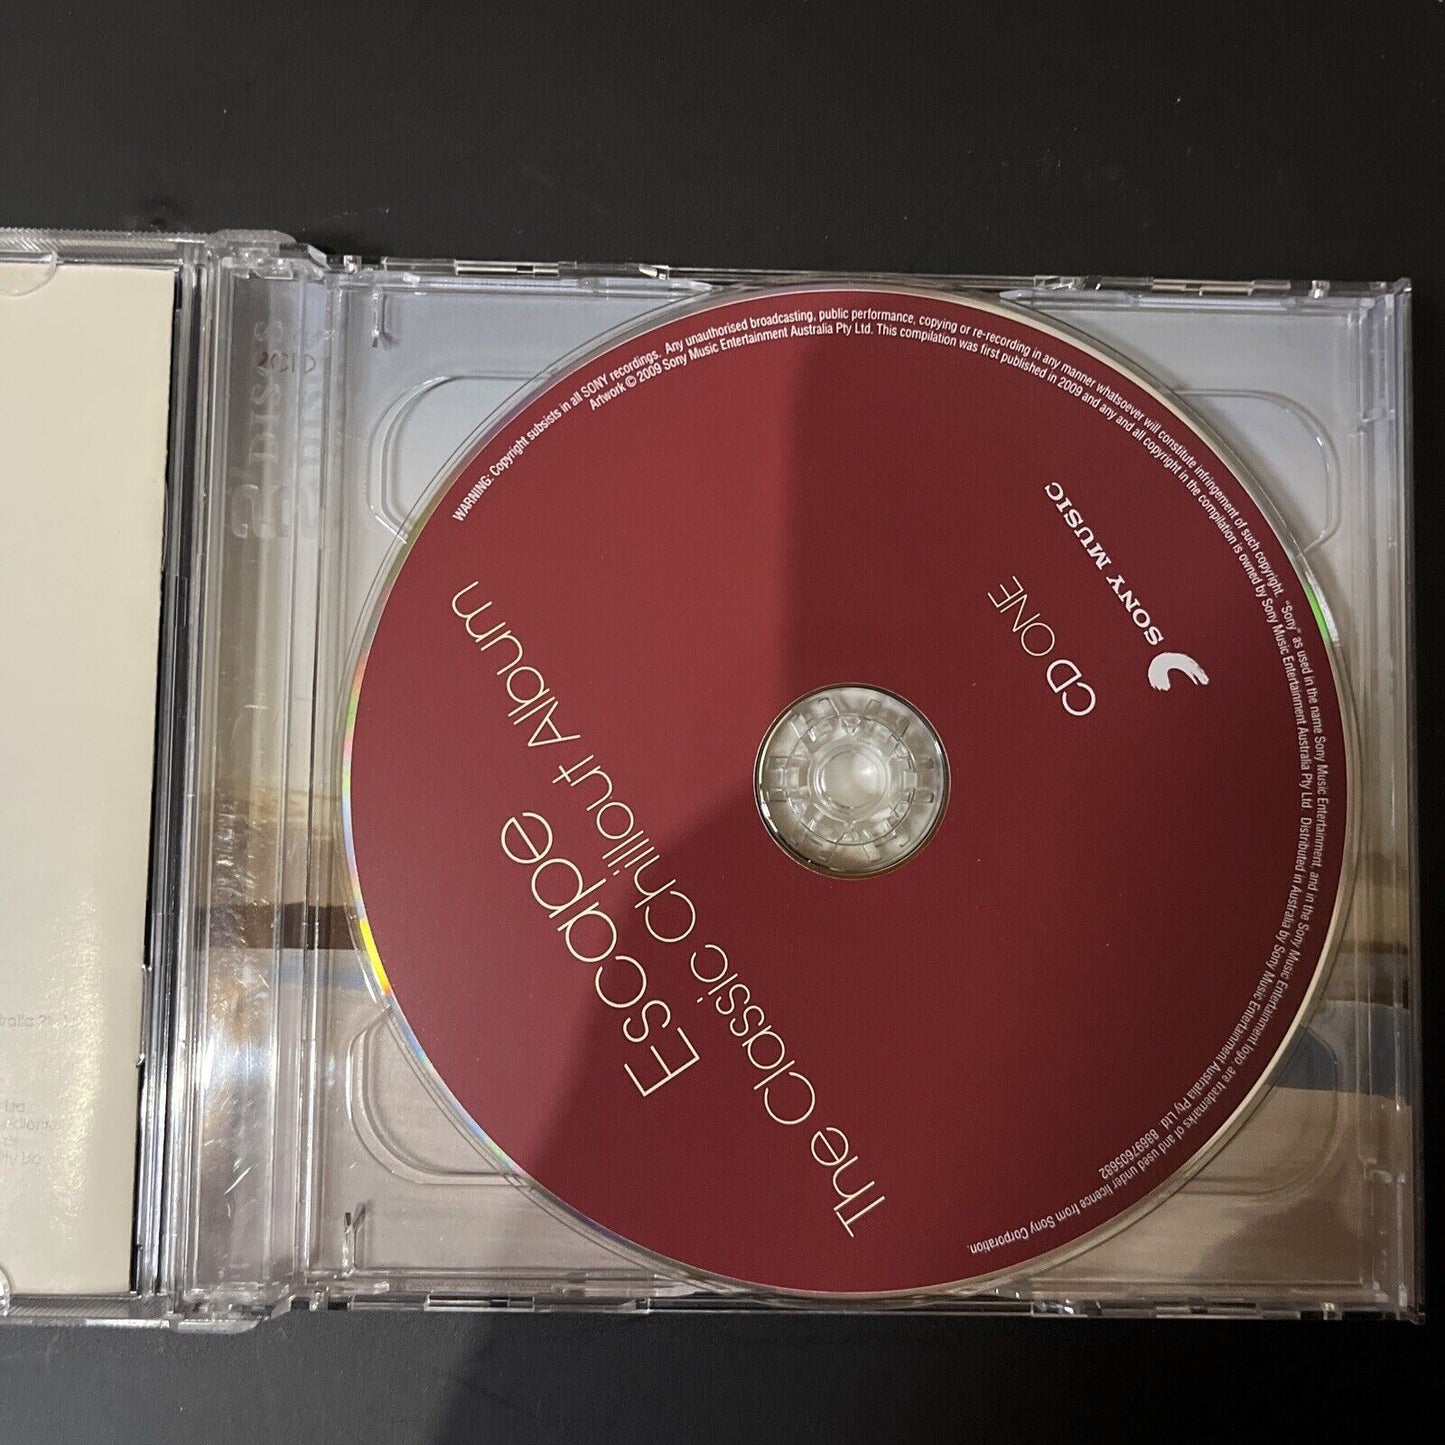 Escape
The Classic Chillout Album
CD ONE
SONY MUSIC
WARNING: Copyright subsists in all SONY recordings. Any unauthorised broadcasting, public performance, copying or re-recording in any manner whatsoever will constitute infringement of such copyright. "Sony" as used in the name Sony Music Entertainment, and in the Sony Music Entertainment logo, are trademarks of and used under licence from Sony Corporation.
Artwork © 2009 Sony Music Entertainment Australia Pty Ltd. This compilation was first published in 2009 and any and all copyright in the compilation is owned by Sony Music Entertainment Australia Pty Ltd Distributed in Australia by Sony Music Entertainment Australia Pty Ltd. 88697605682